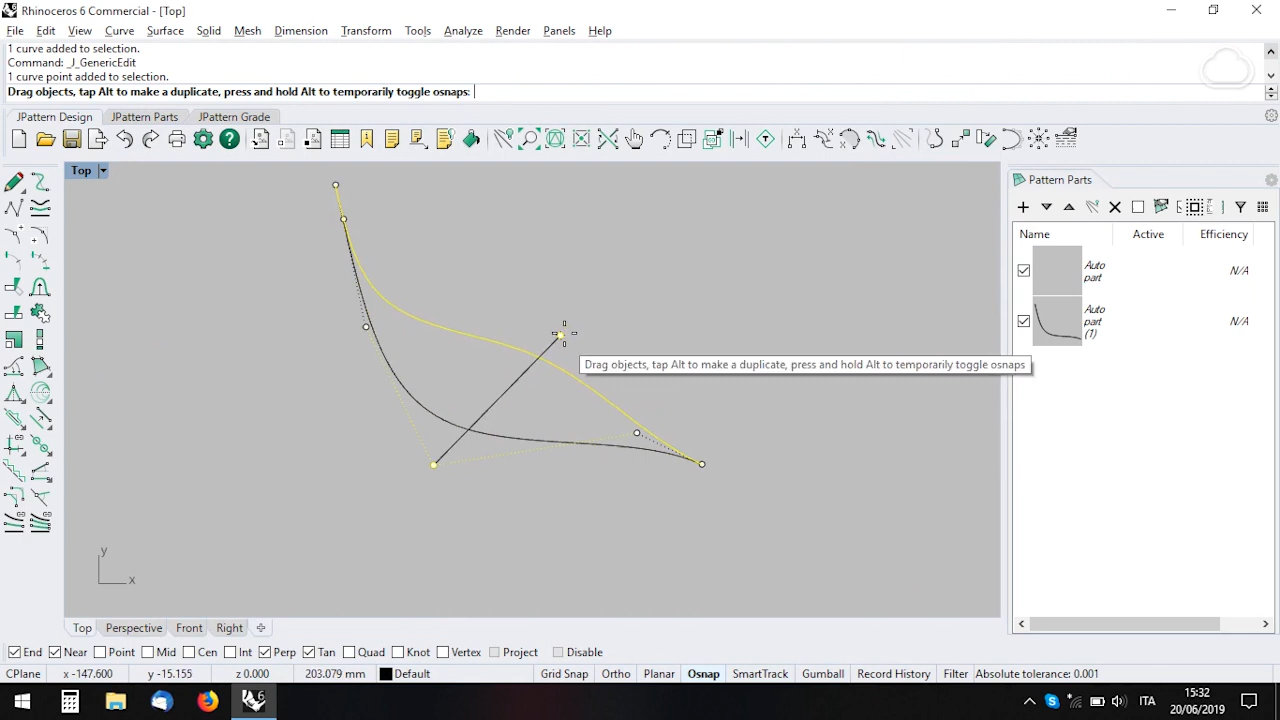 Rhinoceros 6 Commercial - [Top]
File Edit View Curve Surface Solid Mesh Dimension Transform Tools Analyze Render Panels Help
1 curve added to selection.
Command: _J_GenericEdit
1 curve point added to selection.
Drag objects, tap Alt to make a duplicate, press and hold Alt to temporarily toggle osnaps:
JPattern Design JPattern Parts JPattern Grade
Top
Pattern Parts
Name Active Efficiency
Auto part N/A
Auto part (1) N/A
Drag objects, tap Alt to make a duplicate, press and hold Alt to temporarily toggle osnaps
y
x
Top Perspective Front Right
End Near Point Mid Cen Int Perp Tan Quad Knot Vertex Project Disable
CPlane x -147.600 y -15.155 z 0.000 203.079 mm Default Grid Snap Ortho Planar Osnap SmartTrack Gumball Record History Filter Absolute tolerance: 0.001
6
ITA
15:32
20/06/2019